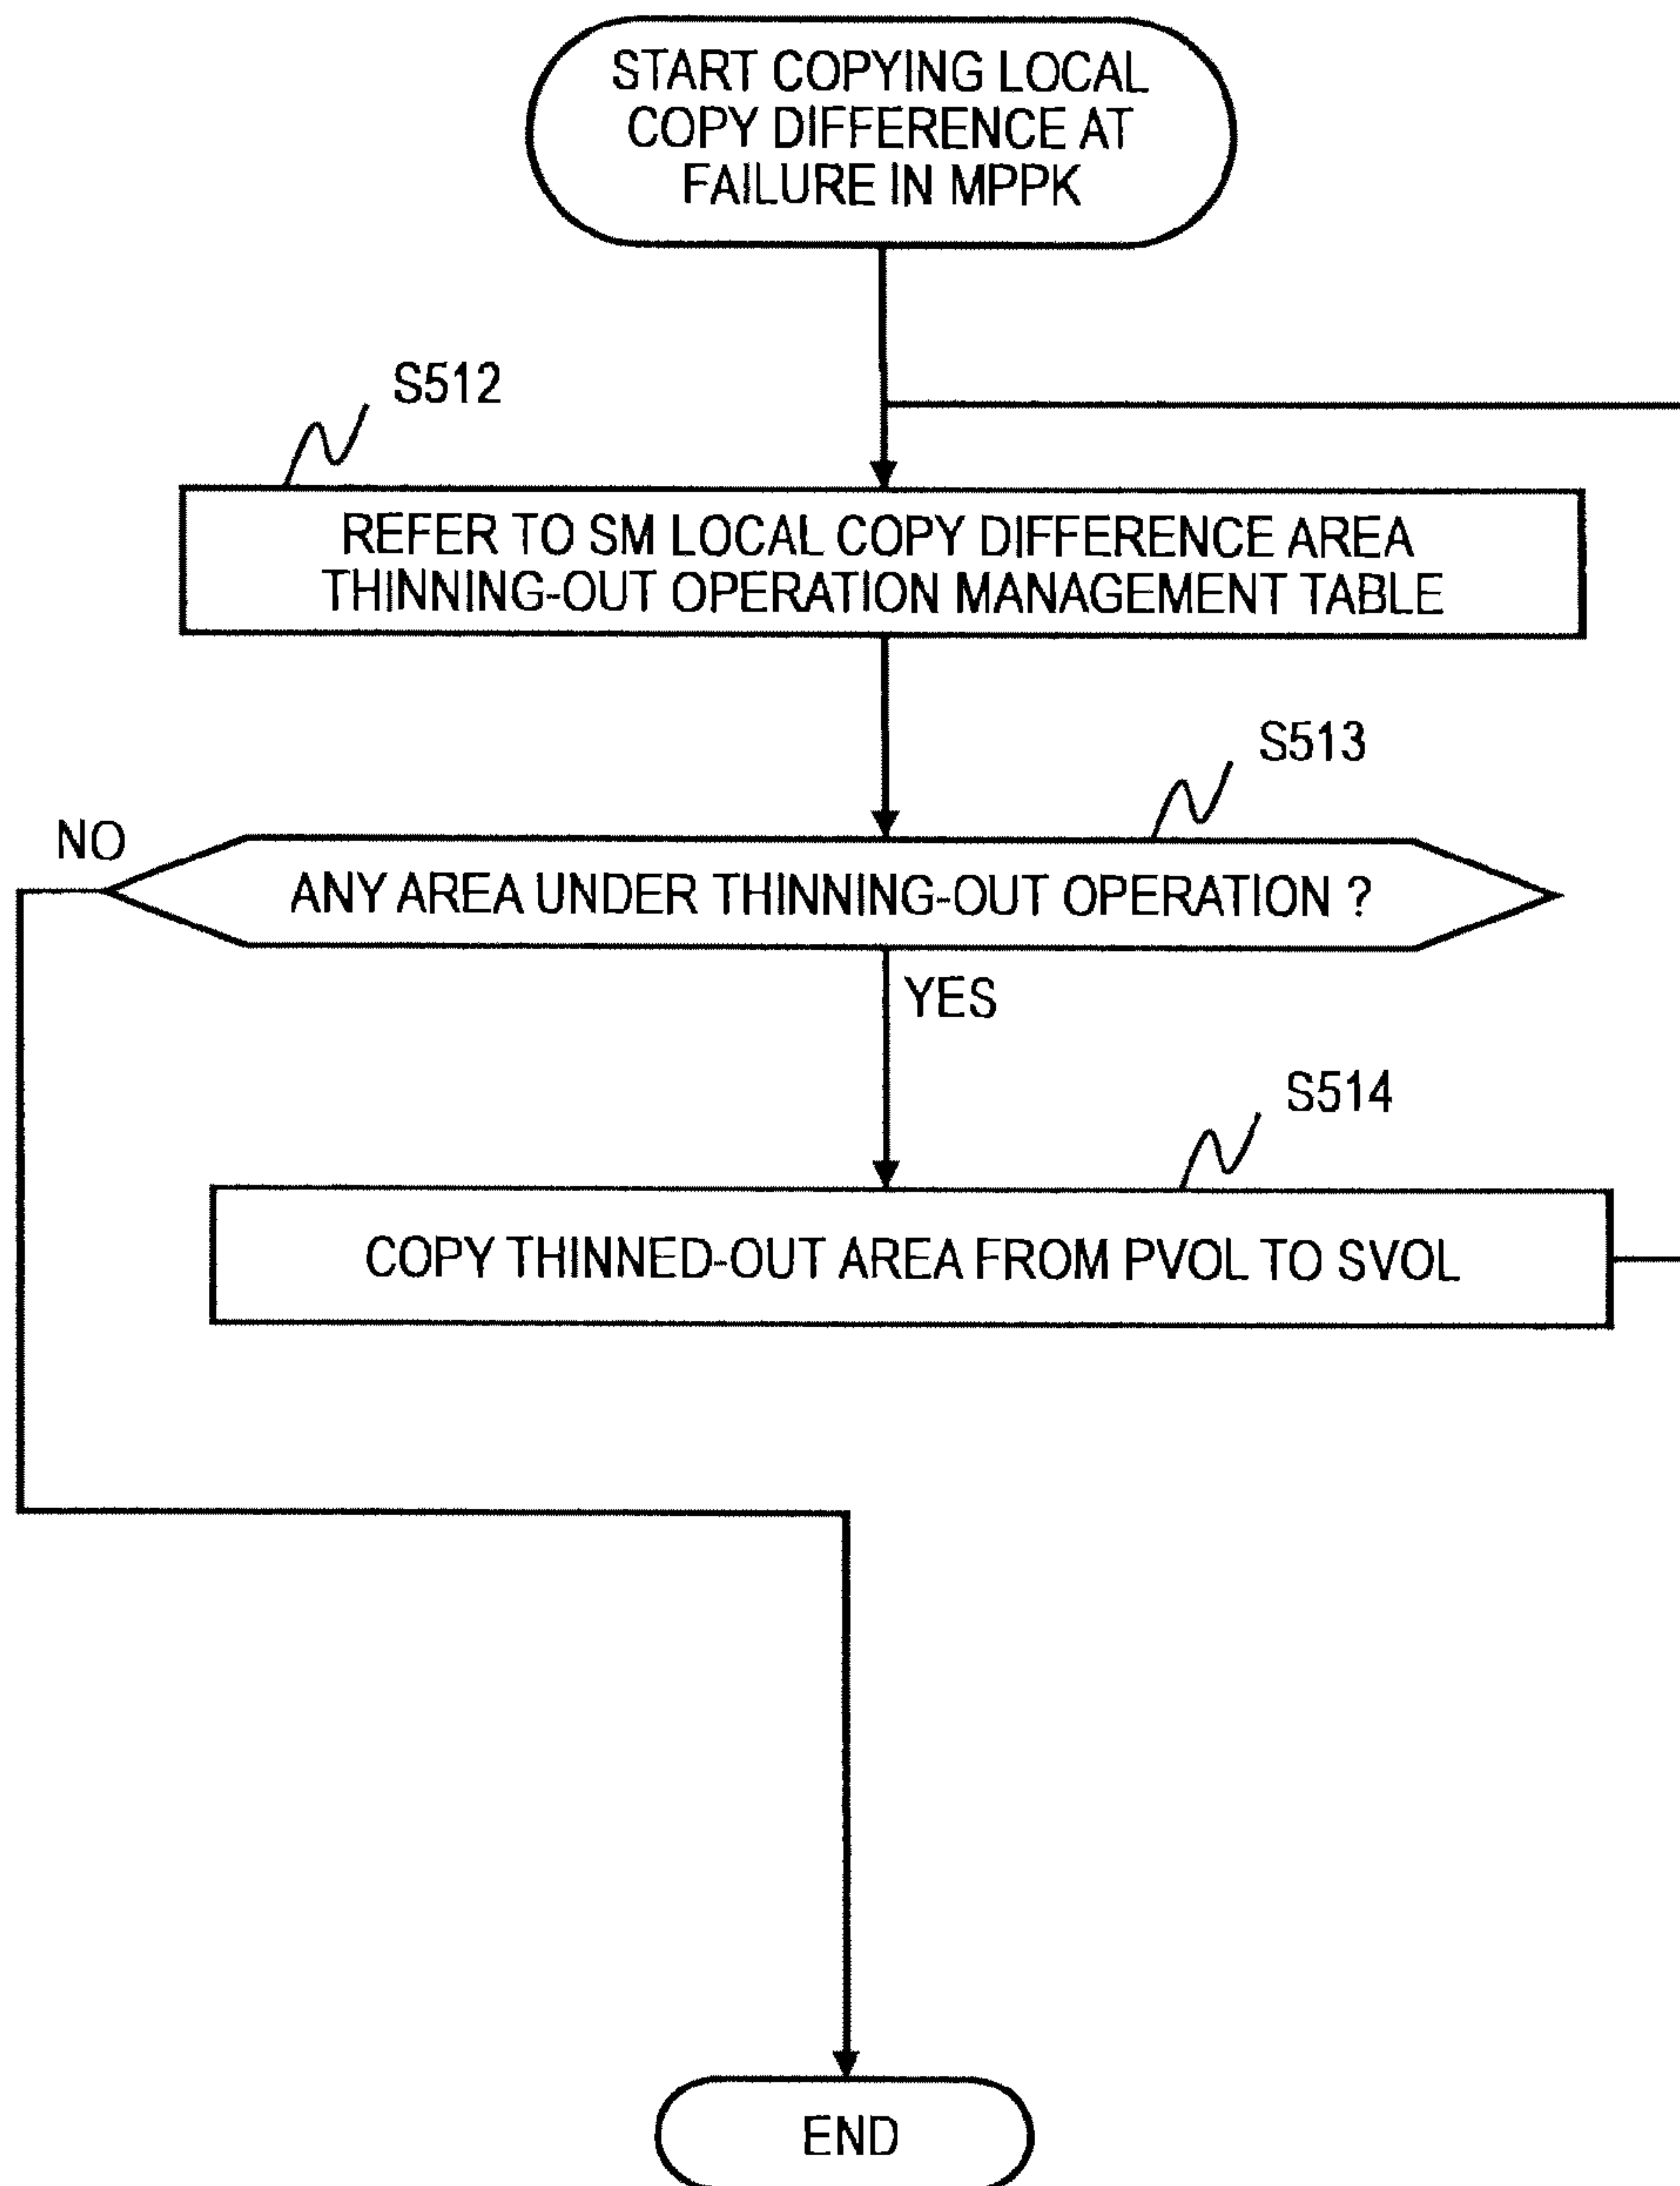 START COPYING LOCAL
COPY DIFFERENCE AT
FAILURE IN MPPK
S512
REFER TO SM LOCAL COPY DIFFERENCE AREA
THINNING-OUT OPERATION MANAGEMENT TABLE
S513
NO
ANY AREA UNDER THINNING-OUT OPERATION ?
YES
S514
COPY THINNED-OUT AREA FROM PVOL TO SVOL
END